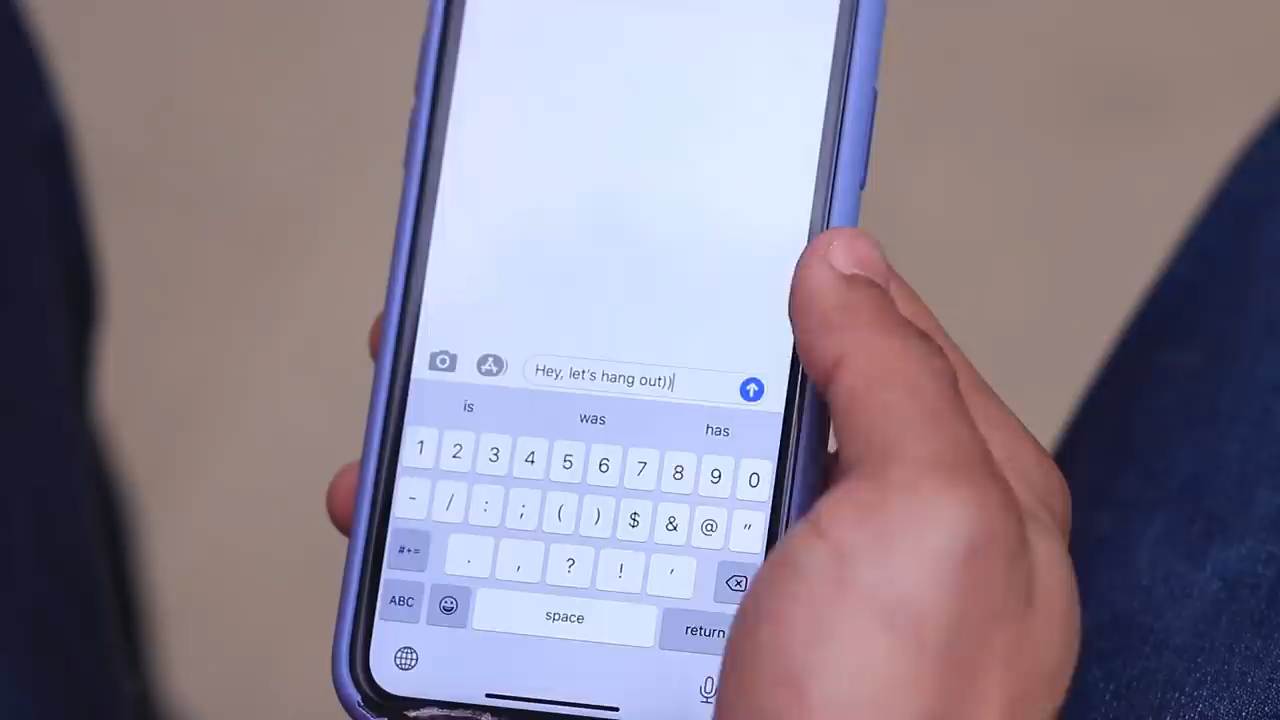 Hey, let's hang out))
is was has
1 2 3 4 5 6 7 8 9 0
- / : ; ( ) $ & @ "
#+= . , ? ! '
ABC space return